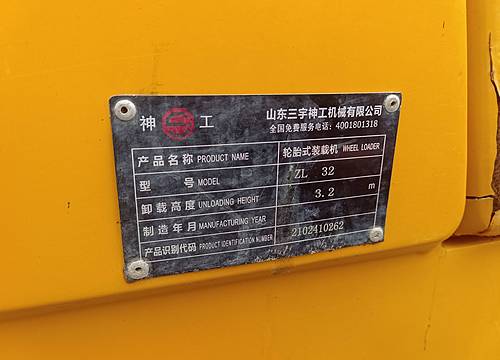 神 工 山东三宇神工机械有限公司
全国免费服务电话：4001801318
产品名称 PRODUCT NAME 轮胎式装载机 WHEEL LOADER
型 号 MODEL ZL 32
卸载高度 UNLOADING HEIGHT 3.2 m
制造年月 MANUFACTURING YEAR
产品识别代码 PRODUCT IDENTIFICATION NUMBER 2102410262